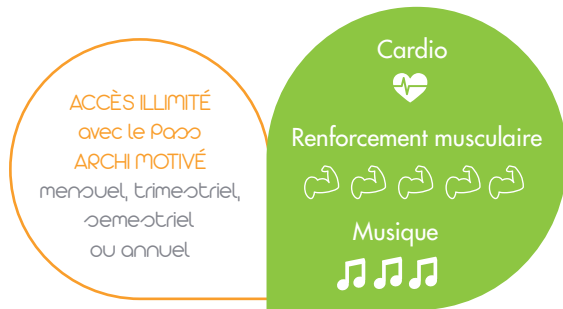 ACCÈS ILLIMITÉ
avec le Pass
ARCHI MOTIVÉ
mensuel, trimestriel,
semestriel
ou annuel
Cardio
Renforcement musculaire
Musique